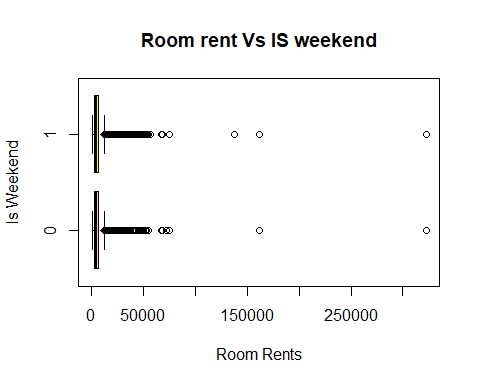 Room rent Vs IS weekend
Is Weekend
1
0
0
50000
150000
250000
Room Rents